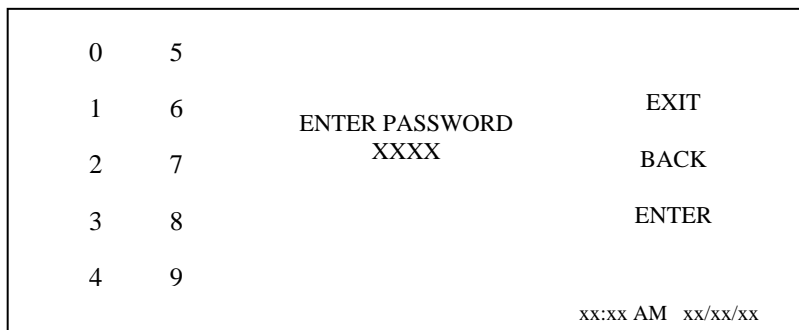 0 5
1 6
2 7
3 8
4 9
ENTER PASSWORD
XXXX
EXIT
BACK
ENTER
xx:xx AM xx/xx/xx